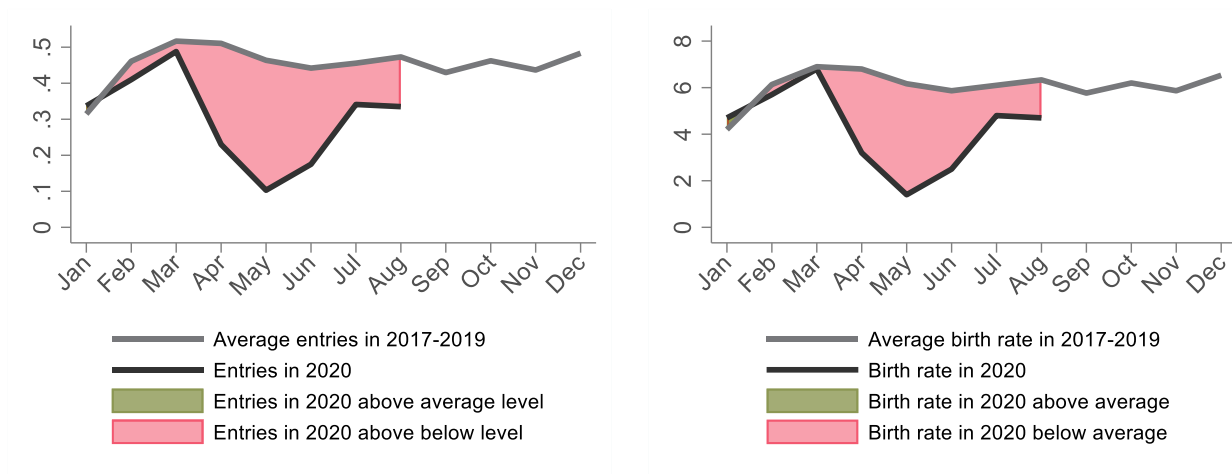 .5
.4
.3
.2
.1
0
Jan Feb Mar Apr May Jun Jul Aug Sep Oct Nov Dec
Average entries in 2017-2019
Entries in 2020
Entries in 2020 above average level
Entries in 2020 above below level
8
6
4
2
0
Jan Feb Mar Apr May Jun Jul Aug Sep Oct Nov Dec
Average birth rate in 2017-2019
Birth rate in 2020
Birth rate in 2020 above average
Birth rate in 2020 below average